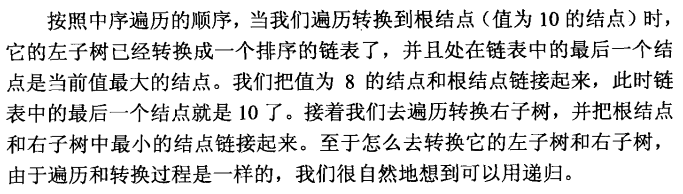 按照中序遍历的顺序，当我们遍历转换到根结点（值为 10 的结点）时，
它的左子树已经转换成一个排序的链表了，并且处在链表中的最后一个结
点是当前值最大的结点。我们把值为 8 的结点和根结点链接起来，此时链
表中的最后一个结点就是 10 了。接着我们去遍历转换右子树，并把根结点
和右子树中最小的结点链接起来。至于怎么去转换它的左子树和右子树，
由于遍历和转换过程是一样的，我们很自然地想到可以用递归。